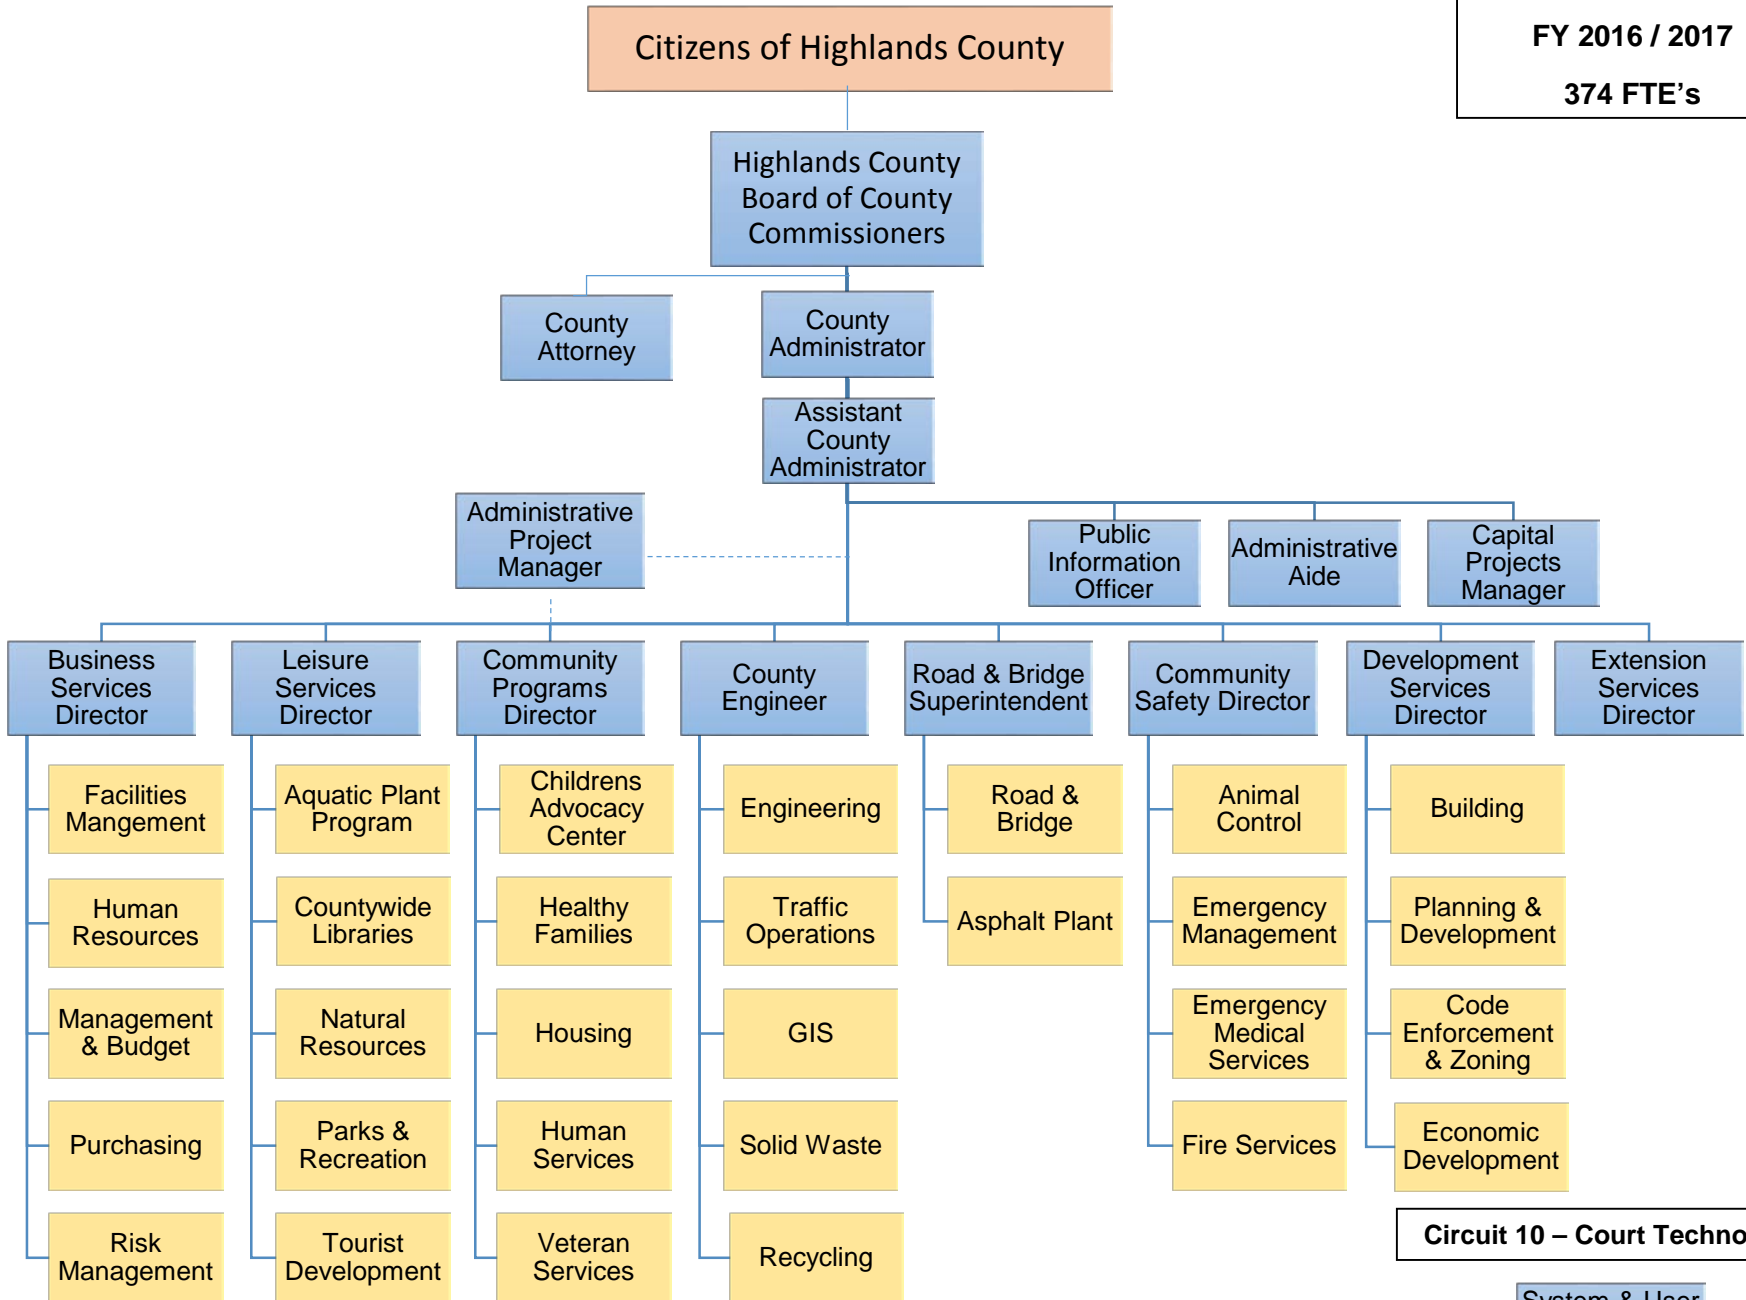 Citizens of Highlands County
FY 2016 / 2017
374 FTE's
Highlands County
Board of County
Commissioners
County
Attorney
County
Administrator
Assistant
County
Administrator
Administrative
Project
Manager
Public
Information
Officer
Administrative
Aide
Capital
Projects
Manager
Business
Services
Director
Leisure
Services
Director
Community
Programs
Director
County
Engineer
Road & Bridge
Superintendent
Community
Safety Director
Development
Services
Director
Extension
Services
Director
Facilities
Mangement
Human
Resources
Management
& Budget
Purchasing
Risk
Management
Aquatic Plant
Program
Countywide
Libraries
Natural
Resources
Parks &
Recreation
Tourist
Development
Childrens
Advocacy
Center
Healthy
Families
Housing
Human
Services
Veteran
Services
Engineering
Traffic
Operations
GIS
Solid Waste
Recycling
Road &
Bridge
Asphalt Plant
Animal
Control
Emergency
Management
Emergency
Medical
Services
Fire Services
Building
Planning &
Development
Code
Enforcement
& Zoning
Economic
Development
Circuit 10 – Court Techno
System & User